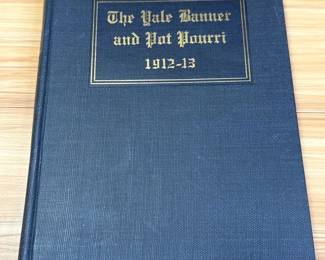 The Yale Banner
and Pot Pourri
1912-13